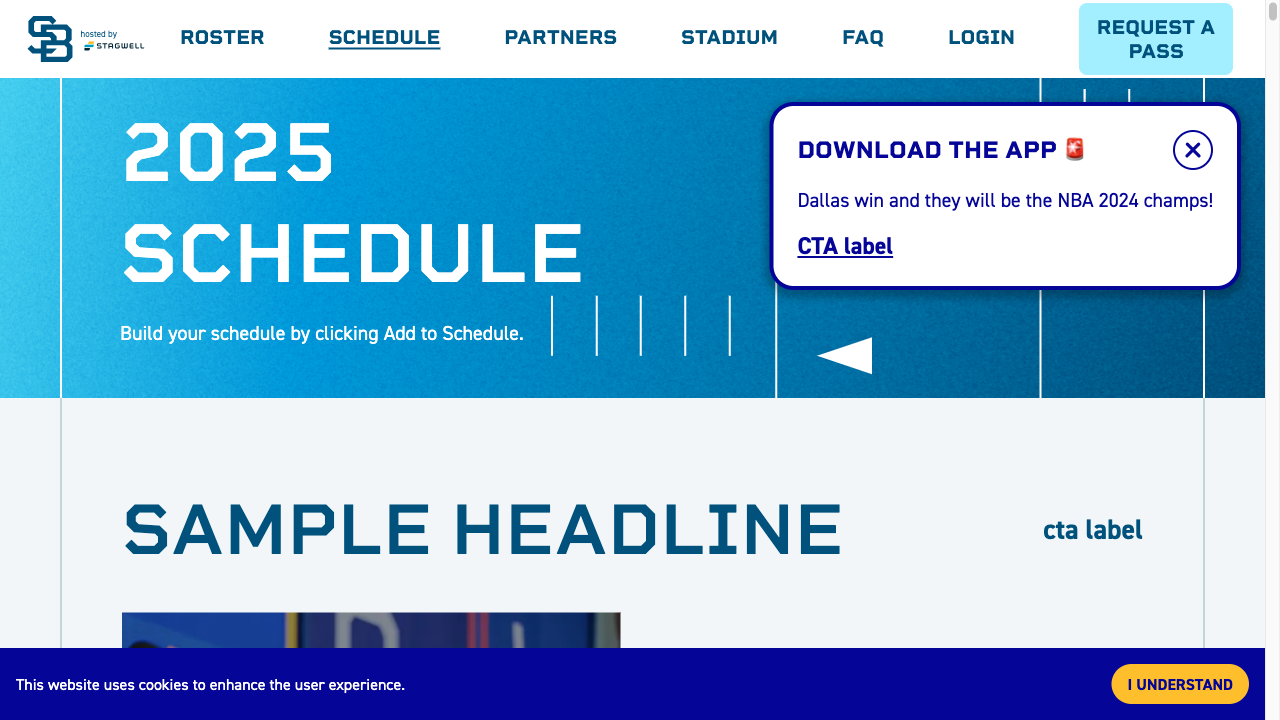 SB
hosted by
STAGWELL
ROSTER
SCHEDULE
PARTNERS
STADIUM
FAQ
LOGIN
REQUEST A
PASS
2025
SCHEDULE
Build your schedule by clicking Add to Schedule.
DOWNLOAD THE APP 🚨
Dallas win and they will be the NBA 2024 champs!
CTA label
SAMPLE HEADLINE
cta label
This website uses cookies to enhance the user experience.
I UNDERSTAND